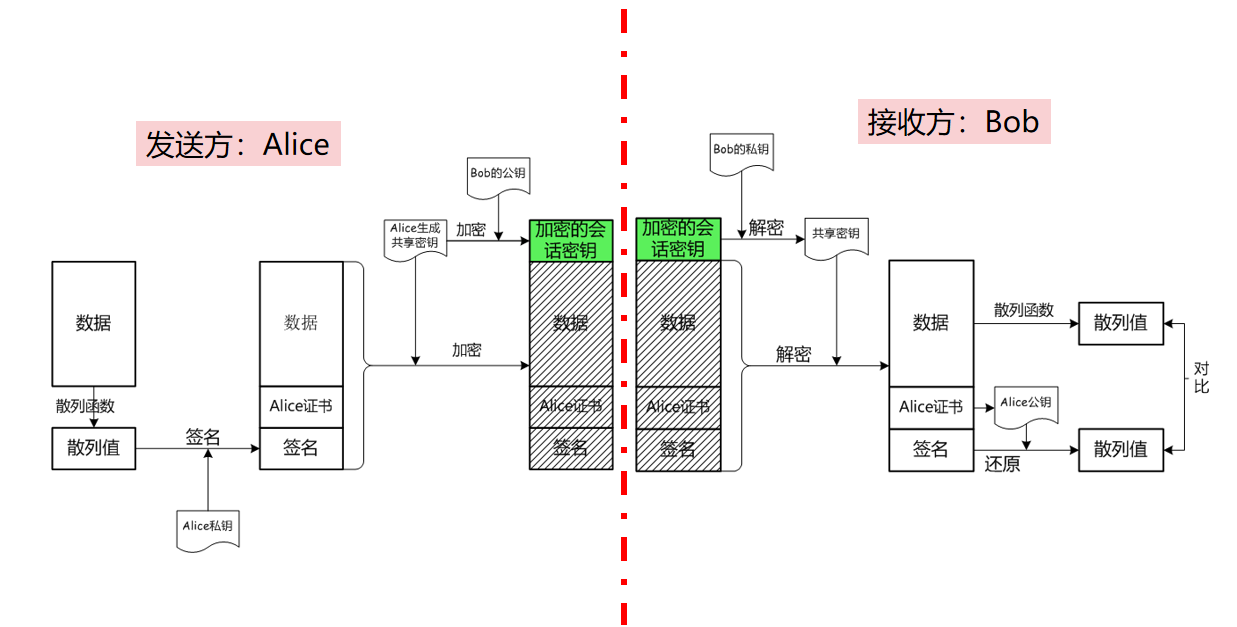 发送方：Alice
接收方：Bob
Bob的公钥
Alice生成
共享密钥
加密
加密的会
话密钥
数据
散列函数
散列值
签名
Alice私钥
数据
Alice证书
签名
加密
数据
Alice证书
签名
Bob的私钥
加密的会
话密钥
解密
共享密钥
数据
Alice证书
签名
解密
数据
Alice证书
签名
散列函数
散列值
Alice公钥
还原
散列值
对
比